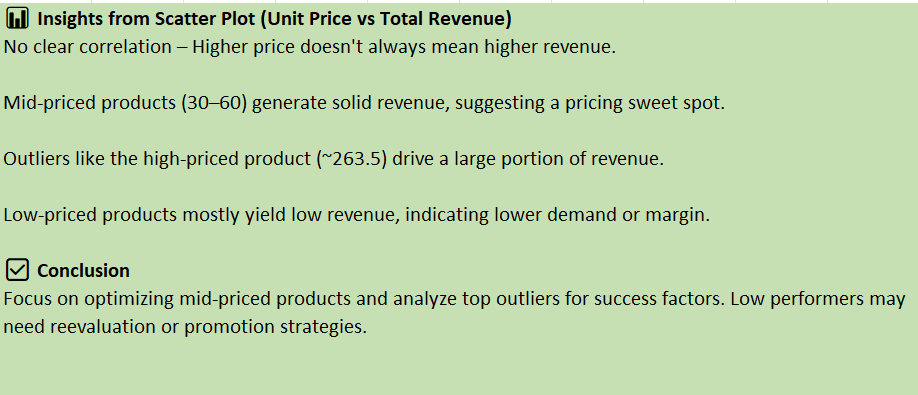 Insights from Scatter Plot (Unit Price vs Total Revenue)
No clear correlation – Higher price doesn't always mean higher revenue.
Mid-priced products (30–60) generate solid revenue, suggesting a pricing sweet spot.
Outliers like the high-priced product (~263.5) drive a large portion of revenue.
Low-priced products mostly yield low revenue, indicating lower demand or margin.
Conclusion
Focus on optimizing mid-priced products and analyze top outliers for success factors. Low performers may
need reevaluation or promotion strategies.